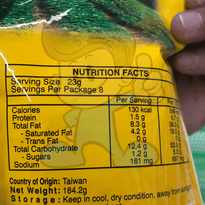 NUTRITION FACTS
Serving Size 23g
Servings Per Package 8
Per Serving
Calories 130 kcal
Protein 1.5 g
Total Fat 8.3 g
- Saturated Fat 4.2 g
- Trans Fat 0 g
Total Carbohydrate 12.4 g
- Sugars 1.2 g
Sodium 161 mg
Country of Origin: Taiwan
Net Weight: 184.2g
Storage: Keep in cool, dry condition, away from